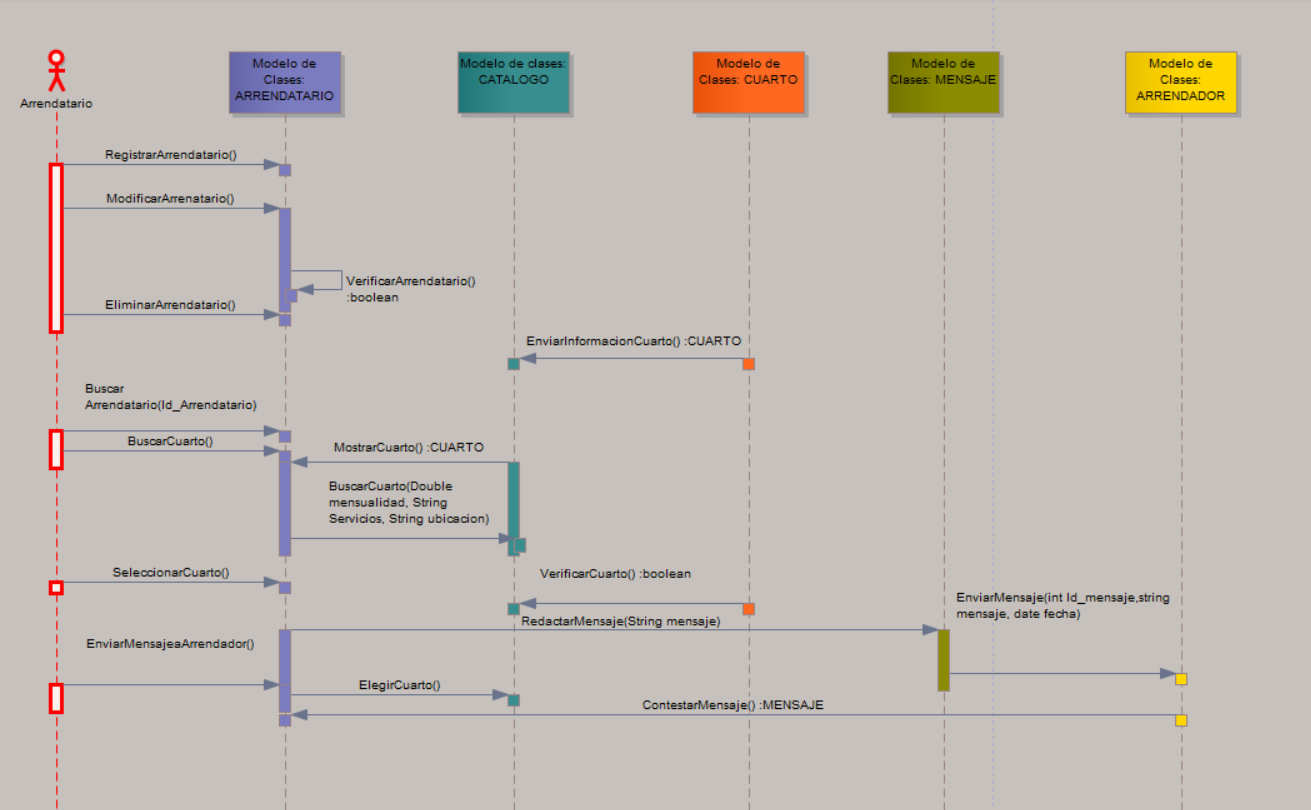 Arrendatario
Modelo de
Clases:
ARRENDATARIO
Modelo de clases:
CATALOGO
Modelo de
Clases: CUARTO
Modelo de
Clases: MENSAJE
Modelo de
Clases:
ARRENDADOR
RegistrarArrendatario()
ModificarArrenatario()
VerificarArrendatario()
:boolean
EliminarArrendatario()
EnviarInformacionCuarto() :CUARTO
Buscar
Arrendatario(Id_Arrendatario)
BuscarCuarto()
MostrarCuarto() :CUARTO
BuscarCuarto(Double
mensualidad, String
Servicios, String ubicacion)
SeleccionarCuarto()
VerificarCuarto() :boolean
EnviarMensaje(int Id_mensaje,string
mensaje, date fecha)
RedactarMensaje(String mensaje)
EnviarMensajeaArrendador()
ElegirCuarto()
ContestarMensaje() :MENSAJE